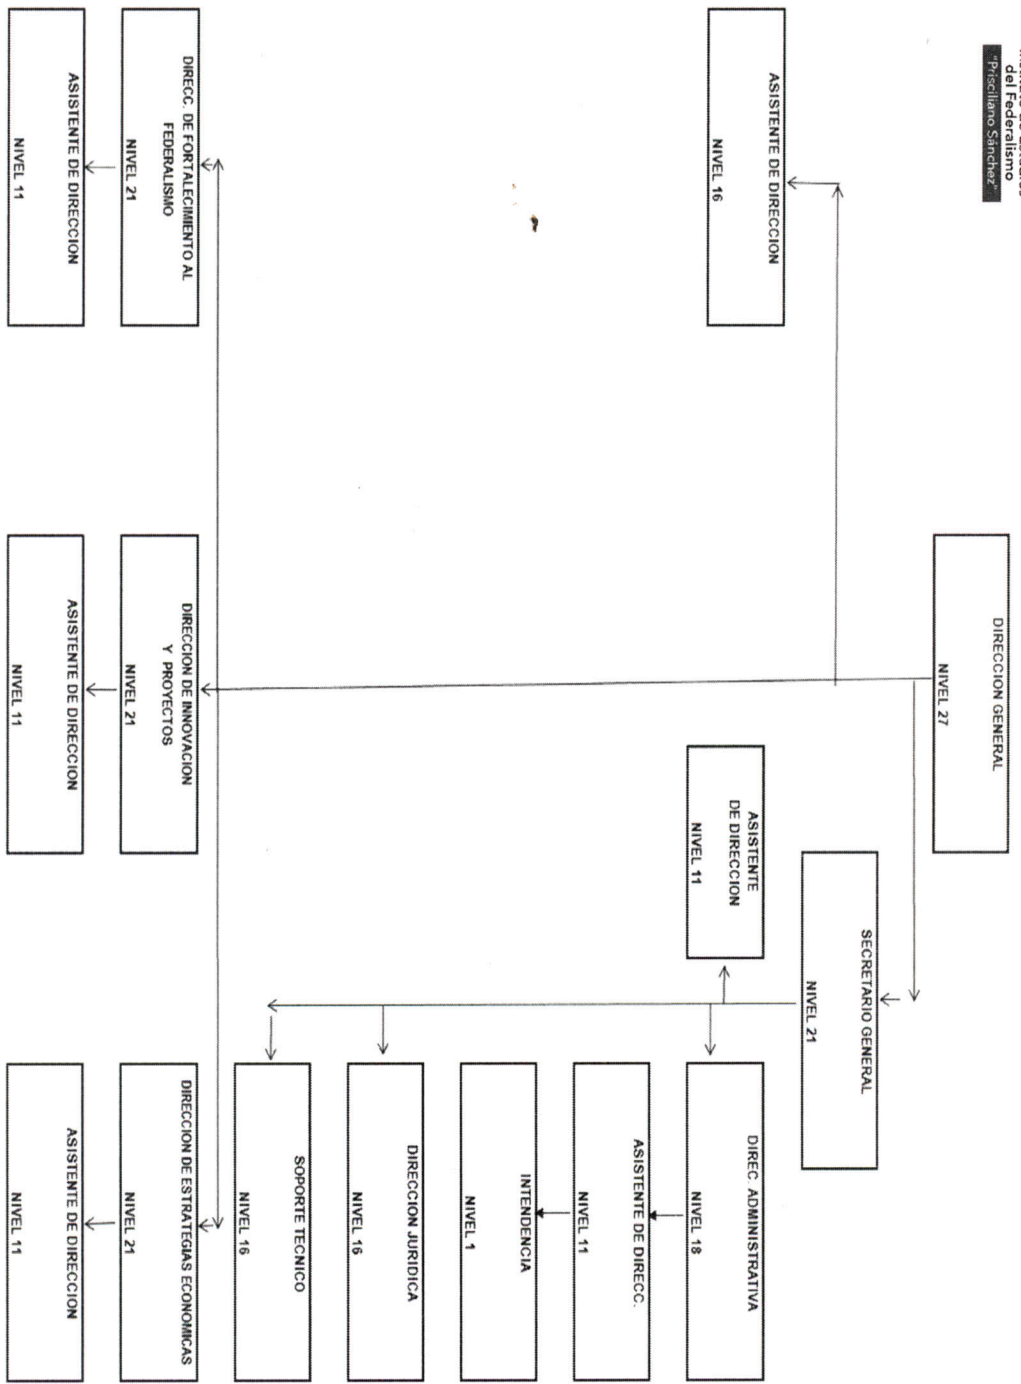 del Federalismo
"Prisciliano Sánchez"
DIRECCION GENERAL
NIVEL 27
SECRETARIO GENERAL
NIVEL 21
ASISTENTE DE DIRECCION
NIVEL 16
ASISTENTE
DE DIRECCION
NIVEL 11
DIREC. ADMINISTRATIVA
NIVEL 18
ASISTENTE DE DIRECC.
NIVEL 11
INTENDENCIA
NIVEL 1
DIRECCION JURIDICA
NIVEL 16
SOPORTE TECNICO
NIVEL 16
DIRECC. DE FORTALECIMIENTO AL
FEDERALISMO
NIVEL 21
DIRECCION DE INNOVACION
Y PROYECTOS
NIVEL 21
DIRECCION DE ESTRATEGIAS ECONOMICAS
NIVEL 21
ASISTENTE DE DIRECCION
NIVEL 11
ASISTENTE DE DIRECCION
NIVEL 11
ASISTENTE DE DIRECCION
NIVEL 11